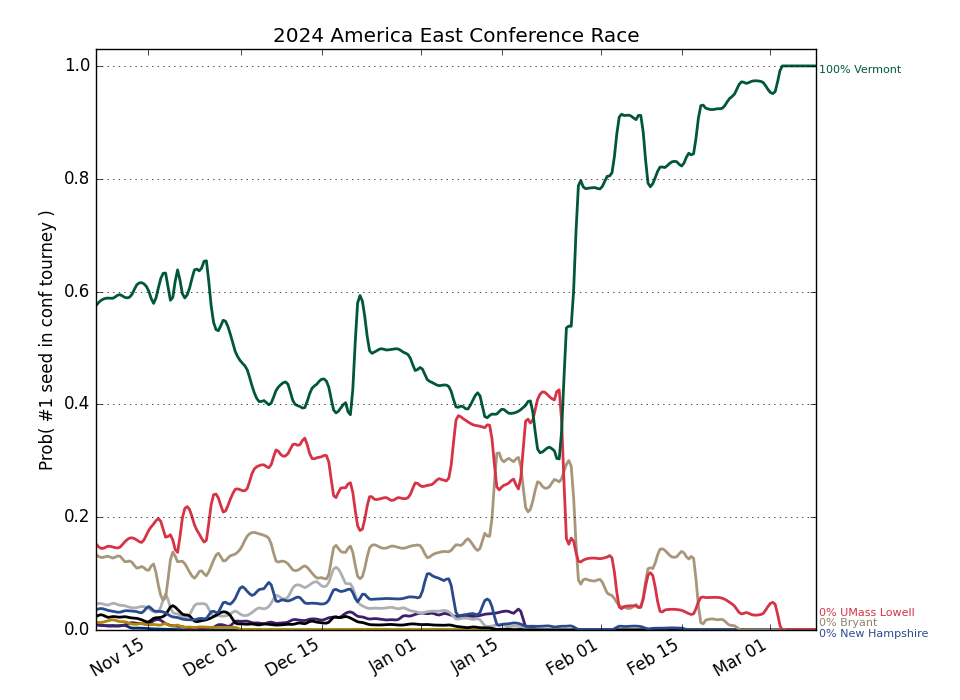 2024 America East Conference Race
Prob( #1 seed in conf tourney )
1.0
0.8
0.6
0.4
0.2
0.0
Nov 15
Dec 01
Dec 15
Jan 01
Jan 15
Feb 01
Feb 15
Mar 01
100% Vermont
0% UMass Lowell
0% Bryant
0% New Hampshire